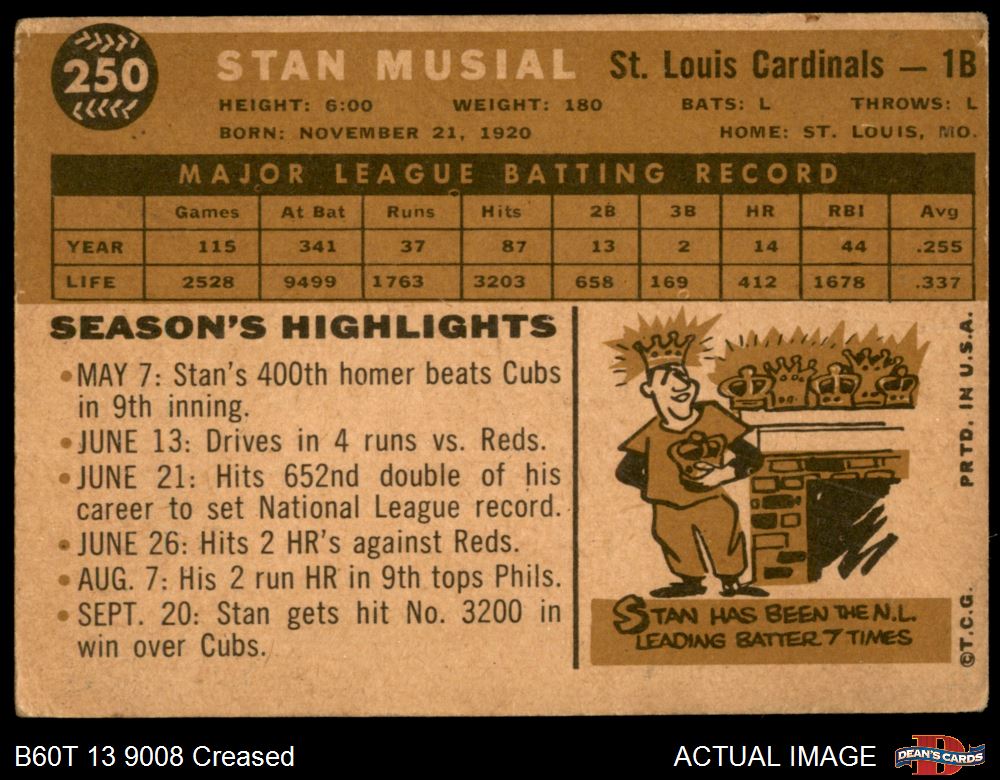 250
STAN MUSIAL St. Louis Cardinals — 1B
HEIGHT: 6:00 WEIGHT: 180 BATS: L THROWS: L
BORN: NOVEMBER 21, 1920 HOME: ST. LOUIS, MO.
MAJOR LEAGUE BATTING RECORD
Games At Bat Runs Hits 2B 3B HR RBI Avg
YEAR 115 341 37 87 13 2 14 44 .255
LIFE 2528 9499 1763 3203 658 169 412 1678 .337
SEASON'S HIGHLIGHTS
• MAY 7: Stan's 400th homer beats Cubs
in 9th inning.
• JUNE 13: Drives in 4 runs vs. Reds.
• JUNE 21: Hits 652nd double of his
career to set National League record.
• JUNE 26: Hits 2 HR's against Reds.
• AUG. 7: His 2 run HR in 9th tops Phils.
• SEPT. 20: Stan gets hit No. 3200 in
win over Cubs.
STAN HAS BEEN THE N.L.
LEADING BATTER 7 TIMES
PRTD. IN U.S.A.
© T.C.G.
B60T 13 9008 Creased
ACTUAL IMAGE
D
DEAN'S CARDS